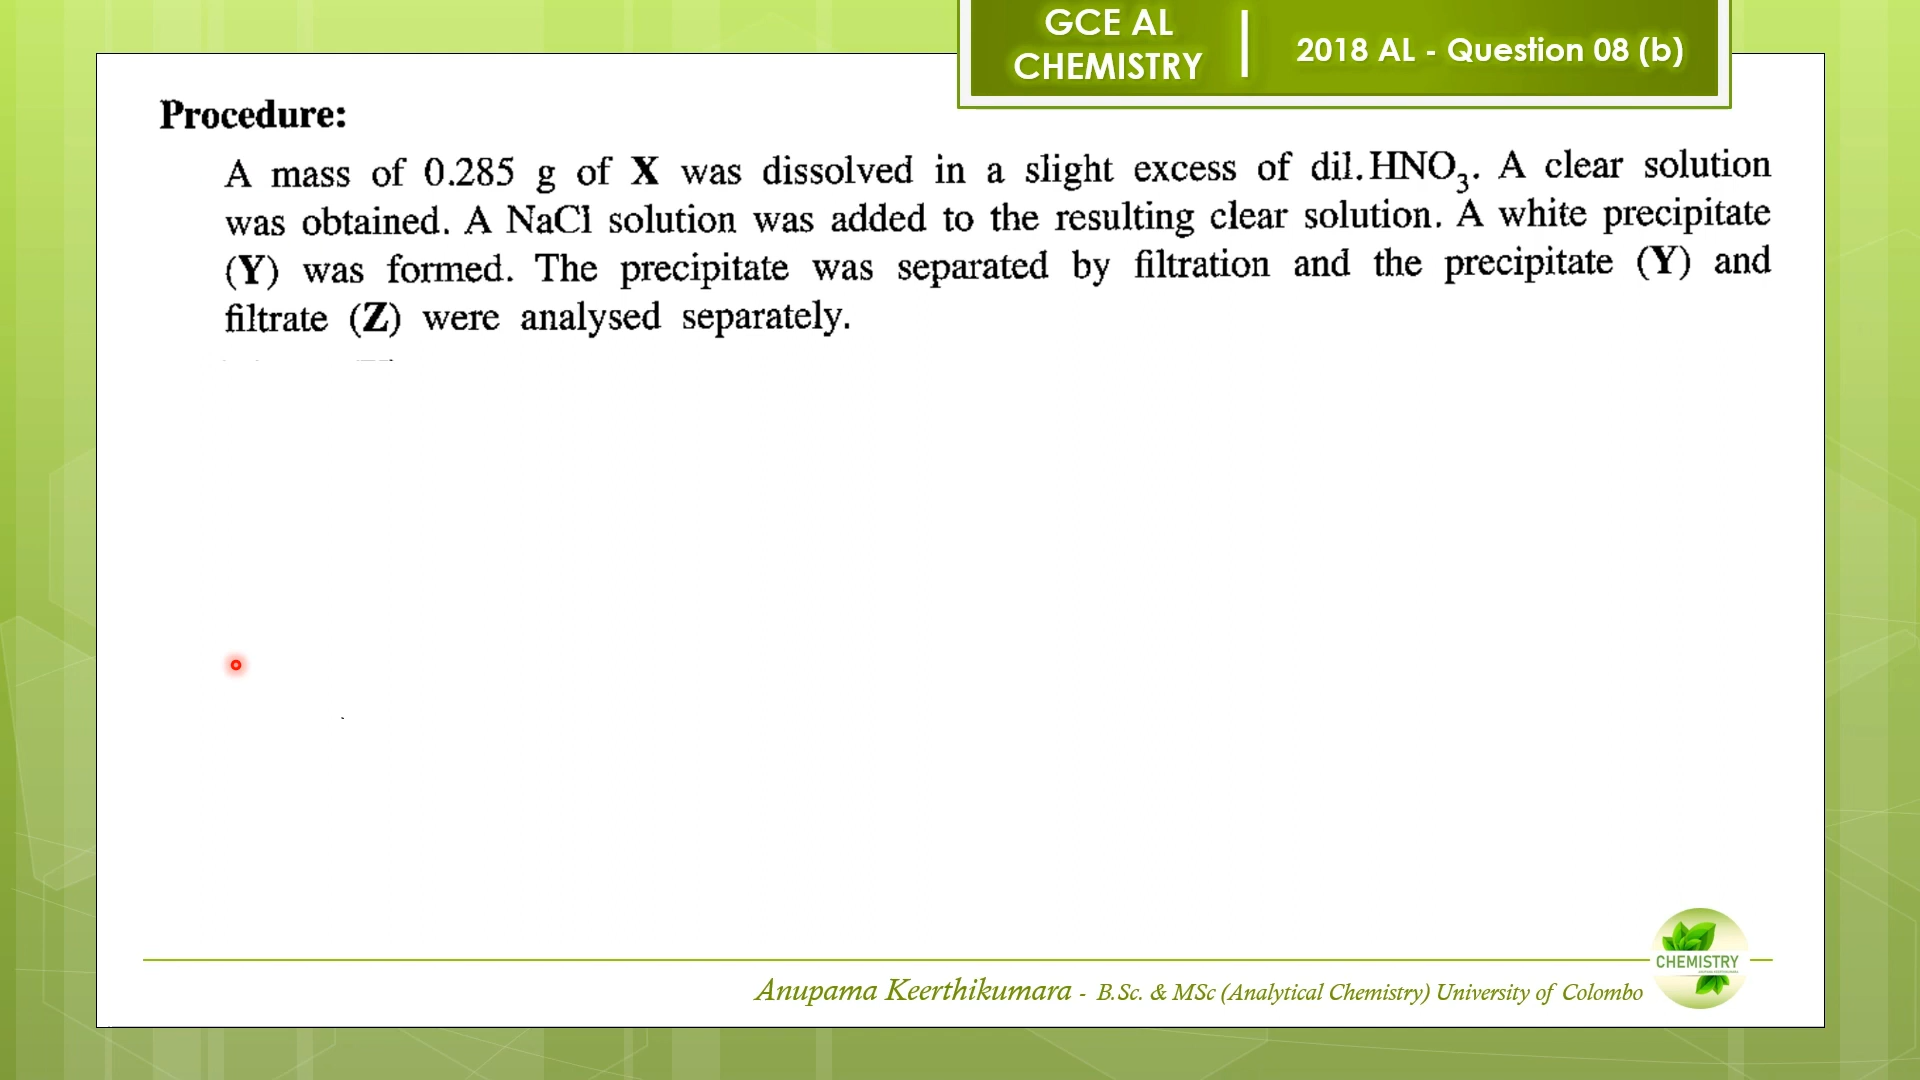 GCE AL
CHEMISTRY
2018 AL - Question 08 (b)
Procedure:
A mass of 0.285 g of X was dissolved in a slight excess of dil. HNO₃. A clear solution
was obtained. A NaCl solution was added to the resulting clear solution. A white precipitate
(Y) was formed. The precipitate was separated by filtration and the precipitate (Y) and
filtrate (Z) were analysed separately.
CHEMISTRY
Anupama Keerthikumara - B.Sc. & MSc (Analytical Chemistry) University of Colombo